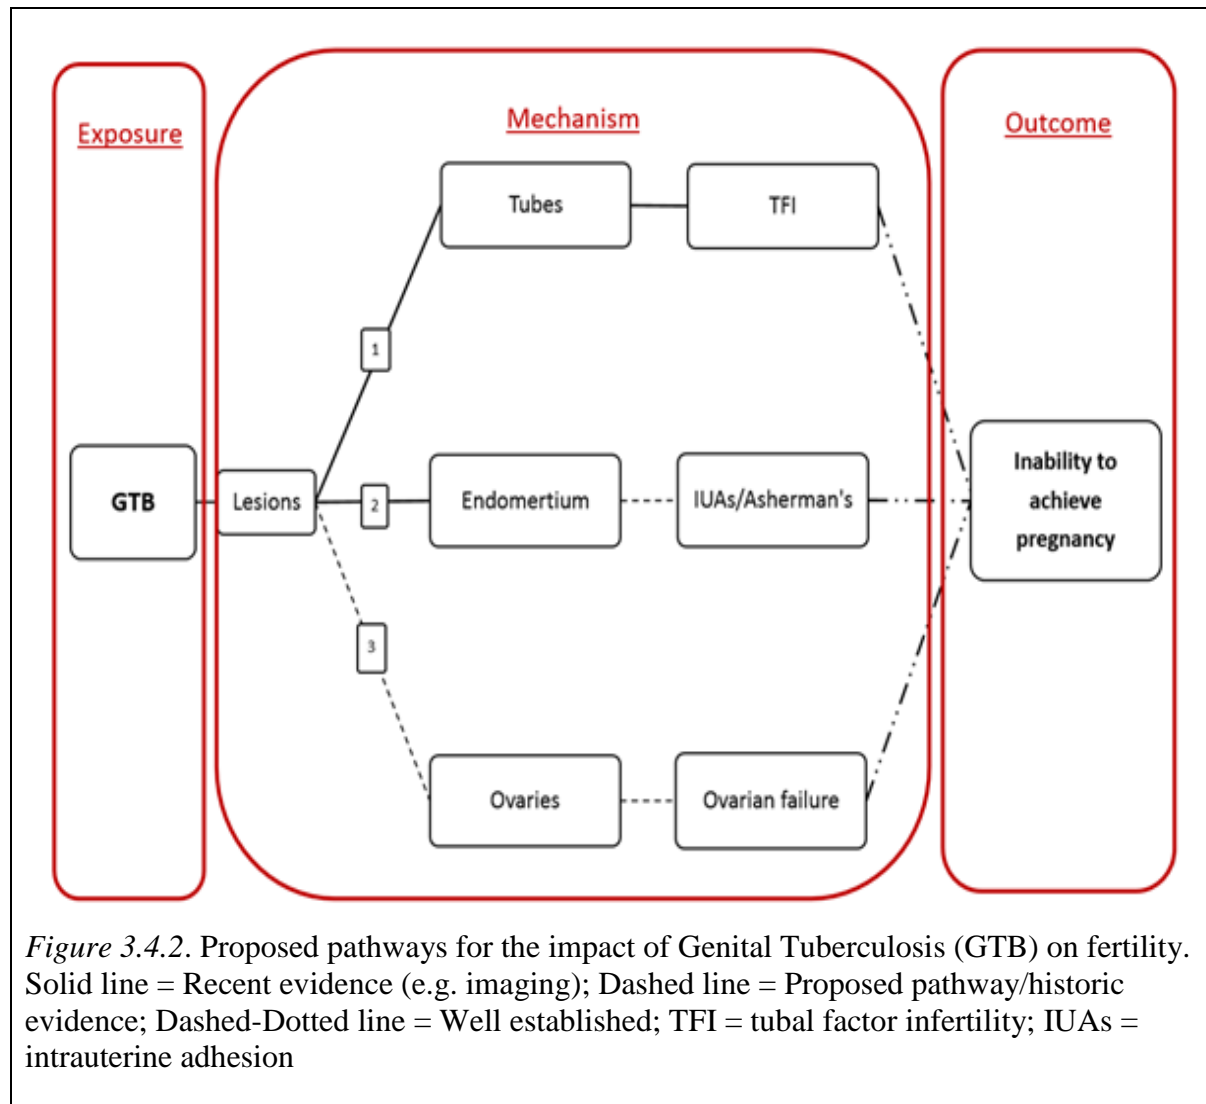 Exposure
Mechanism
Outcome
Tubes
TFI
1
GTB
Lesions
2
Endomertium
IUAs/Asherman's
Inability to
achieve
pregnancy
3
Ovaries
Ovarian failure
Figure 3.4.2. Proposed pathways for the impact of Genital Tuberculosis (GTB) on fertility.
Solid line = Recent evidence (e.g. imaging); Dashed line = Proposed pathway/historic
evidence; Dashed-Dotted line = Well established; TFI = tubal factor infertility; IUAs =
intrauterine adhesion